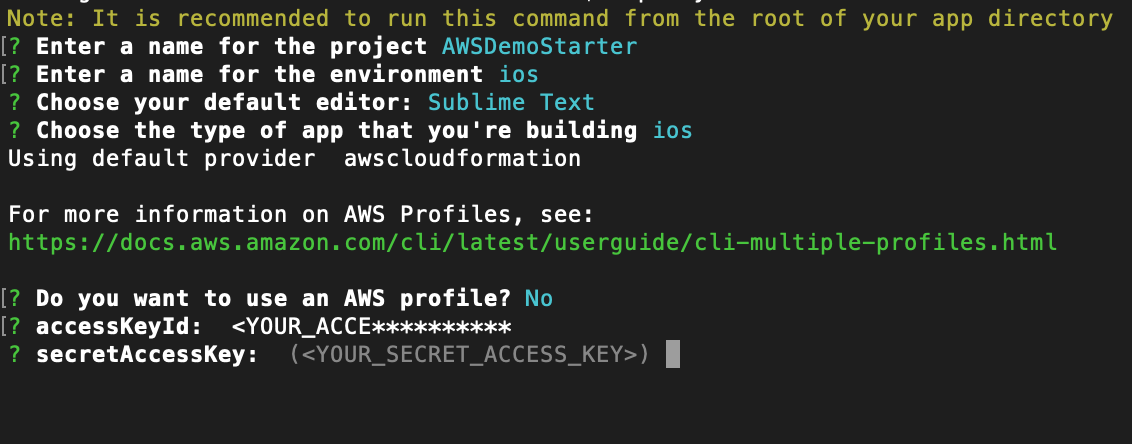 Note: It is recommended to run this command from the root of your app directory
[? Enter a name for the project AWSDemoStarter
[? Enter a name for the environment ios
? Choose your default editor: Sublime Text
? Choose the type of app that you're building ios
Using default provider  awscloudformation
For more information on AWS Profiles, see:
https://docs.aws.amazon.com/cli/latest/userguide/cli-multiple-profiles.html
[? Do you want to use an AWS profile? No
[? accessKeyId:  <YOUR_ACCE**********
? secretAccessKey:  (<YOUR_SECRET_ACCESS_KEY>)